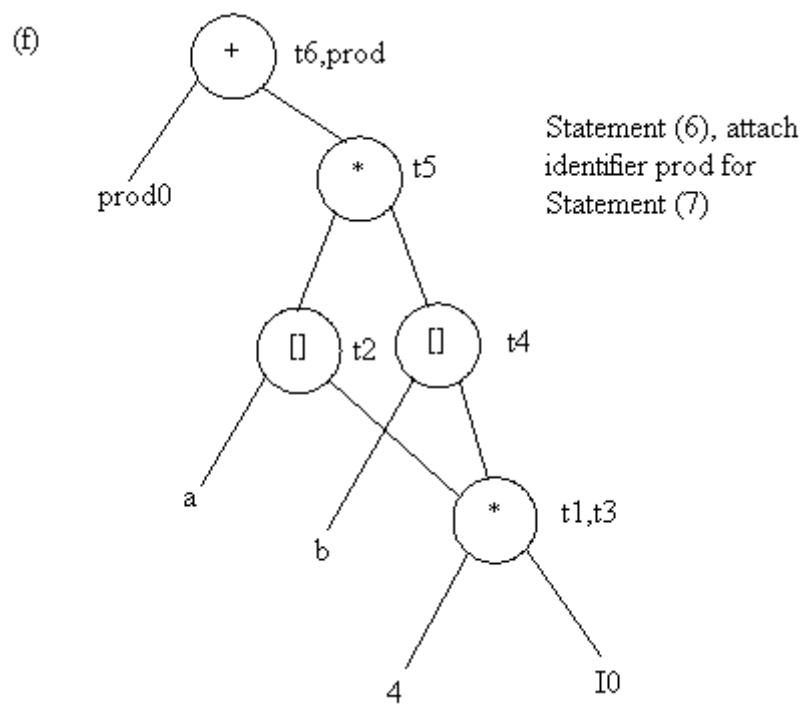 (f)
+ t6,prod
Statement (6), attach
identifier prod for
Statement (7)
* t5
prod0
[] t2
[] t4
a
b
* t1,t3
4
I0